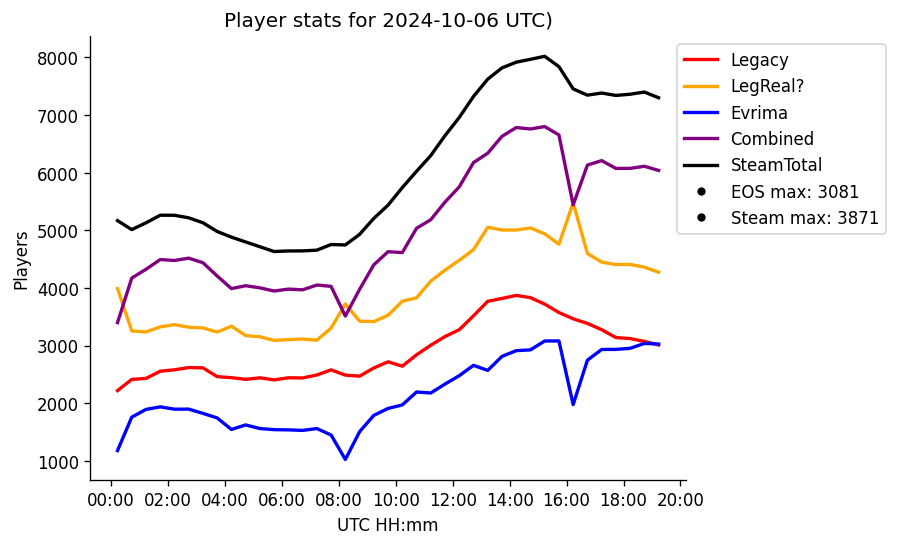 Player stats for 2024-10-06 UTC)
Players
8000
7000
6000
5000
4000
3000
2000
1000
00:00 02:00 04:00 06:00 08:00 10:00 12:00 14:00 16:00 18:00 20:00
UTC HH:mm
Legacy
LegReal?
Evrima
Combined
SteamTotal
EOS max: 3081
Steam max: 3871